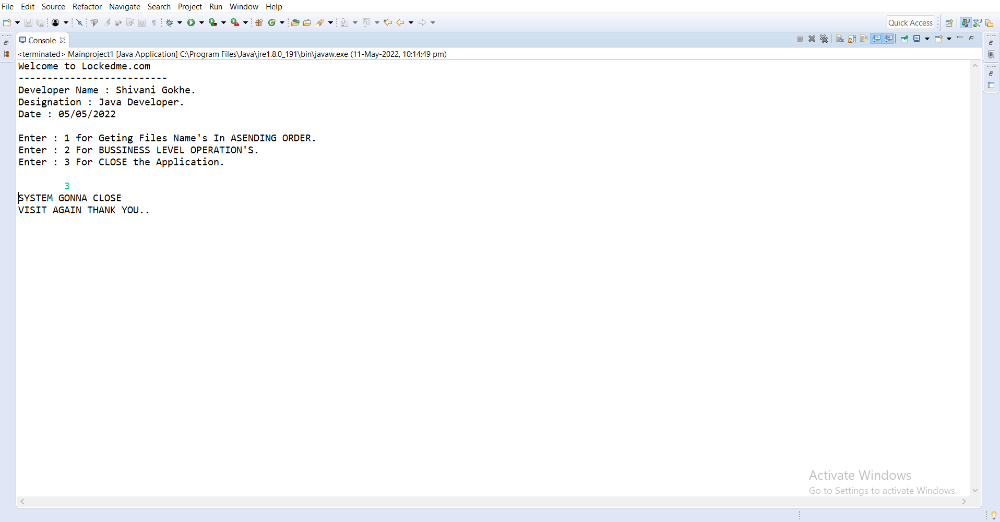 File Edit Source Refactor Navigate Search Project Run Window Help
Quick Access
Console
<terminated> Mainproject1 [Java Application] C:\Program Files\Java\jre1.8.0_191\bin\javaw.exe (11-May-2022, 10:14:49 pm)
Welcome to Lockedme.com
--------------------------
Developer Name : Shivani Gokhe.
Designation : Java Developer.
Date : 05/05/2022
Enter : 1 for Geting Files Name's In ASENDING ORDER.
Enter : 2 For BUSSINESS LEVEL OPERATION'S.
Enter : 3 For CLOSE the Application.
3
SYSTEM GONNA CLOSE
VISIT AGAIN THANK YOU..
Activate Windows
Go to Settings to activate Windows.